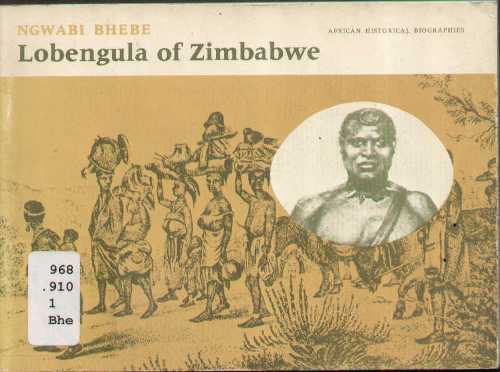 NGWABI BHEBE
AFRICAN HISTORICAL BIOGRAPHIES
Lobengula of Zimbabwe
968
.910
1
Bhe